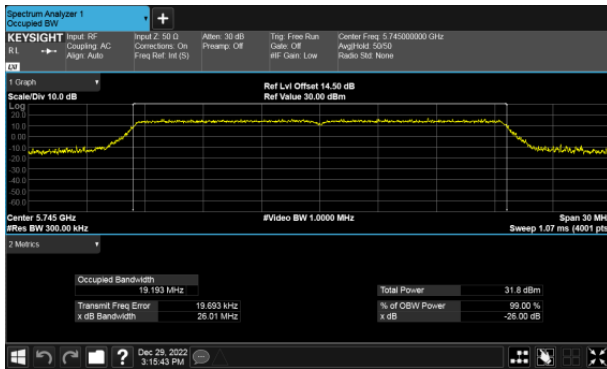 Spectrum Analyzer 1
Occupied BW
KEYSIGHT Input: RF Input Z: 50 Ω Atten: 30 dB Trig: Free Run Center Freq: 5.745000000 GHz
RL Coupling: AC Corrections: On Preamp: Off Gate: Off Avg|Hold: 50/50
Align: Auto Freq Ref: Int (S) #IF Gain: Low Radio Std: None
LXI
1 Graph Ref Lvl Offset 14.50 dB
Scale/Div 10.0 dB Ref Value 30.00 dBm
Log
20.0
10.0
0.00
-10.0
-20.0
-30.0
-40.0
-50.0
-60.0
Center 5.745 GHz #Video BW 1.0000 MHz Span 30 MH
#Res BW 300.00 kHz Sweep 1.07 ms (4001 pts
2 Metrics
Occupied Bandwidth
19.193 MHz Total Power 31.8 dBm
Transmit Freq Error 19.693 kHz % of OBW Power 99.00 %
x dB Bandwidth 26.01 MHz x dB -26.00 dB
? Dec 29, 2022
3:15:43 PM